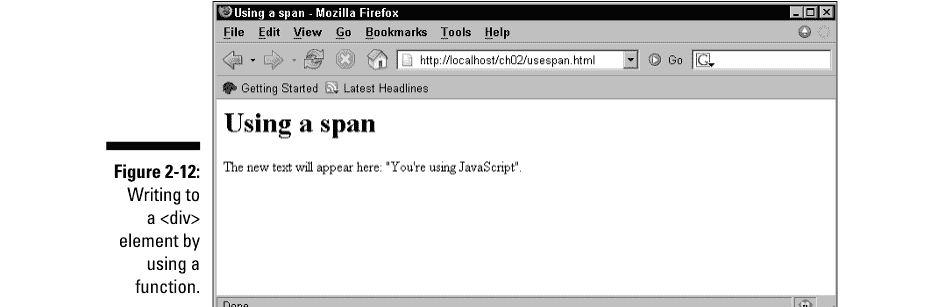 Using a span - Mozilla Firefox
File Edit View Go Bookmarks Tools Help
http://localhost/ch02/usespan.html Go G
Getting Started Latest Headlines
Using a span
The new text will appear here: "You're using JavaScript".
Figure 2-12:
Writing to
a <div>
element by
using a
function.
Done